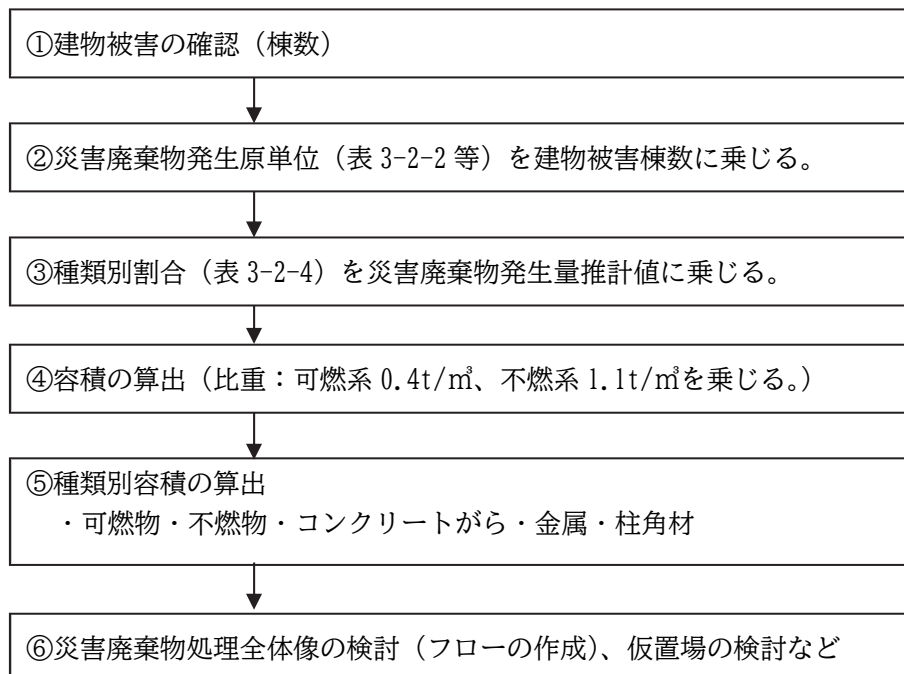 ①建物被害の確認（棟数）
②災害廃棄物発生原単位（表 3-2-2 等）を建物被害棟数に乗じる。
③種類別割合（表 3-2-4）を災害廃棄物発生量推計値に乗じる。
④容積の算出（比重：可燃系 0.4t/㎥、不燃系 1.1t/㎥を乗じる。）
⑤種類別容積の算出
・可燃物・不燃物・コンクリートがら・金属・柱角材
⑥災害廃棄物処理全体像の検討（フローの作成）、仮置場の検討など